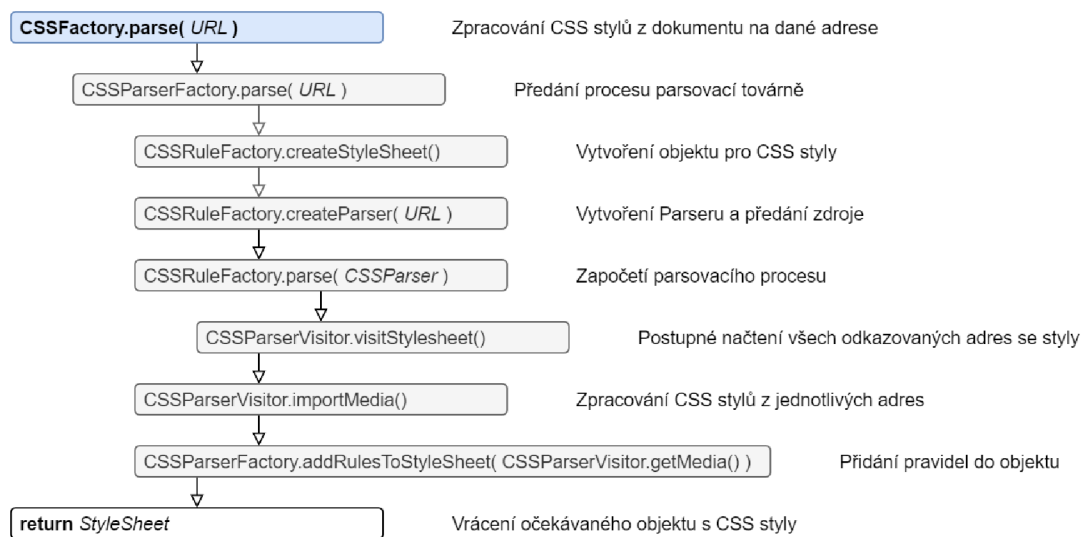 CSSFactory.parse( URL ) Zpracování CSS stylů z dokumentu na dané adrese
CSSParserFactory.parse( URL ) Předání procesu parsovací továrně
CSSRuleFactory.createStyleSheet() Vytvoření objektu pro CSS styly
CSSRuleFactory.createParser( URL ) Vytvoření Parseru a předání zdroje
CSSRuleFactory.parse( CSSParser ) Započetí parsovacího procesu
CSSParserVisitor.visitStylesheet() Postupné načtení všech odkazovaných adres se styly
CSSParserVisitor.importMedia() Zpracování CSS stylů z jednotlivých adres
CSSParserFactory.addRulesToStyleSheet( CSSParserVisitor.getMedia() ) Přidání pravidel do objektu
return StyleSheet Vrácení očekávaného objektu s CSS styly